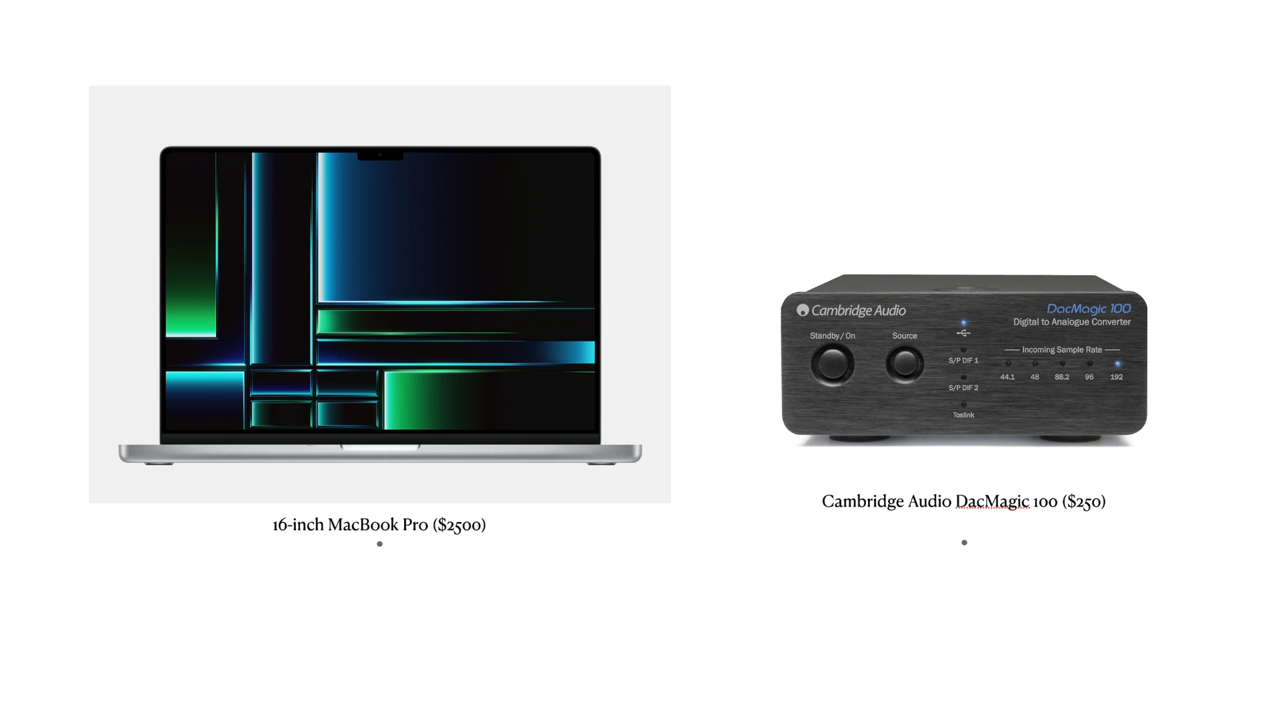 Cambridge Audio
DacMagic 100
Digital to Analogue Converter
Standby/On
Source
Incoming Sample Rate
S/P DIF 1
44.1 48 88.2 96 192
S/P DIF 2
Toslink
Cambridge Audio DacMagic 100 ($250)
16-inch MacBook Pro ($2500)